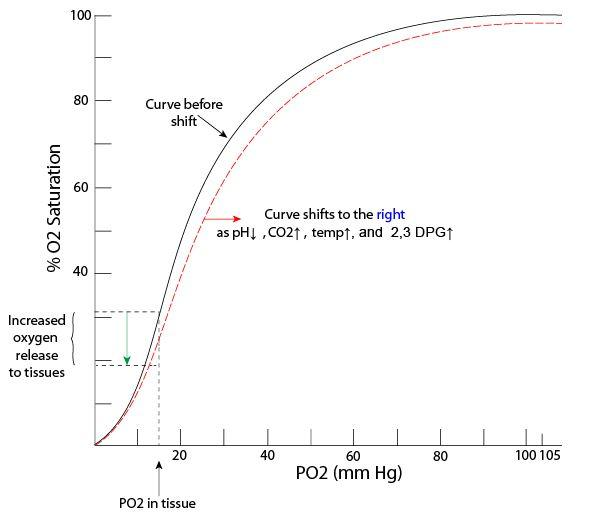 100
80
60
40
% O2 Saturation
Curve before
shift
Curve shifts to the right
as pH↓ , CO2↑ , temp↑, and 2,3 DPG↑
Increased
oxygen
release
to tissues
20
40
60
80
100 105
PO2 (mm Hg)
PO2 in tissue